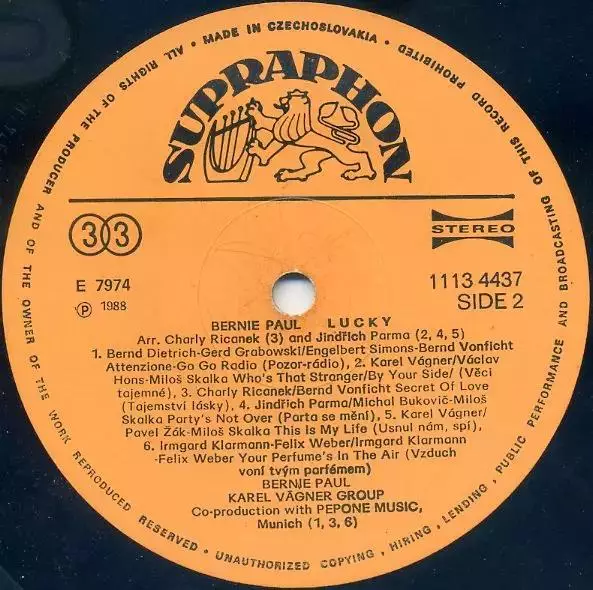 MADE IN CZECHOSLOVAKIA • UNAUTHORIZED COPYING, HIRING, LENDING, PUBLIC PERFORMANCE AND BROADCASTING OF THIS RECORD PROHIBITED
ALL RIGHTS OF THE PRODUCER AND OF THE OWNER OF THE WORK REPRODUCED RESERVED •
SUPRAPHON
33
STEREO
E 7974
1113 4437
Ⓟ 1988
SIDE 2
BERNIE PAUL LUCKY
Arr. Charly Ricanek (3) and Jindřich Parma (2, 4, 5)
1. Bernd Dietrich-Gerd Grabowski/Engelbert Simons-Bernd Vonficht
Attenzione-Go Go Radio (Pozor-rádio), 2. Karel Vágner/Václav
Hons-Miloš Skalka Who's That Stranger/By Your Side/ (Věci
tajemné), 3. Charly Ricanek/Bernd Vonficht Secret Of Love
(Tajemství lásky), 4. Jindřich Parma/Michal Bukovič-Miloš
Skalka Party's Not Over (Parta se mění), 5. Karel Vágner/
Pavel Žák-Miloš Skalka This Is My Life (Usnul nám, spí),
6. Irmgard Klarmann-Felix Weber/Irmgard Klarmann
-Felix Weber Your Perfume's In The Air (Vzduch
voní tvým parfémem)
BERNIE PAUL
KAREL VÁGNER GROUP
Co-production with PEPONE MUSIC,
Munich (1, 3, 6)